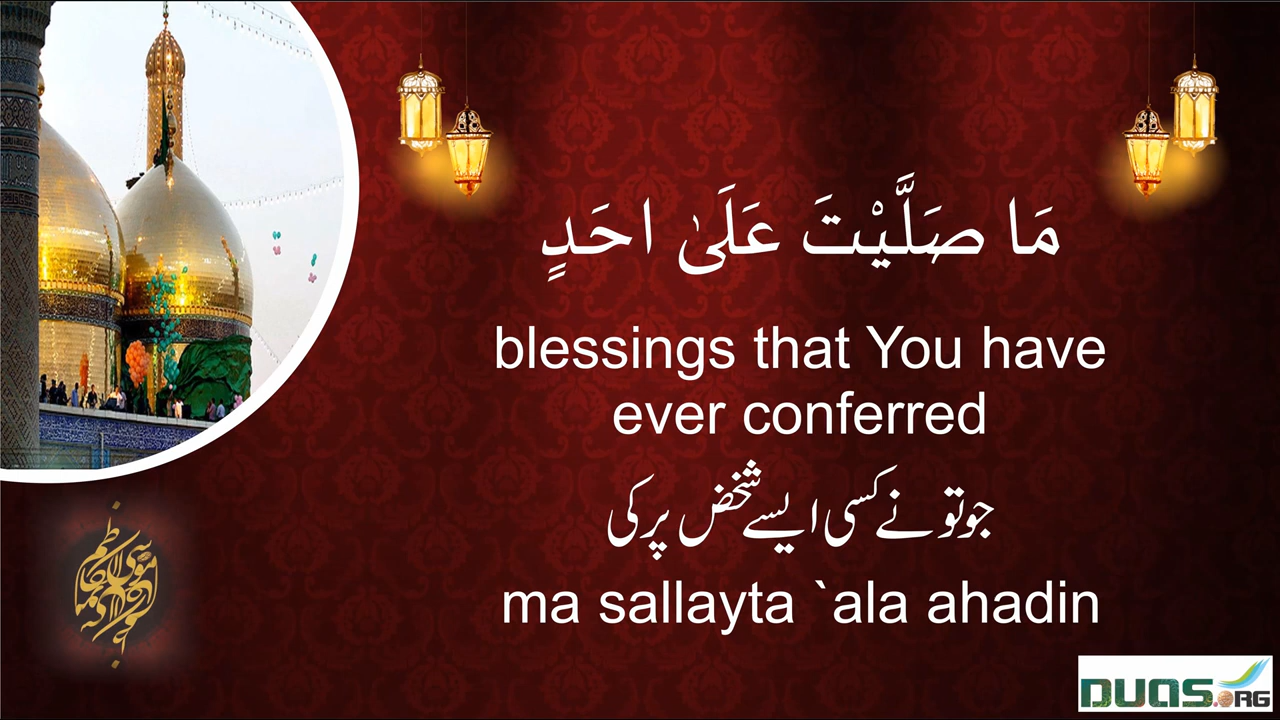 مَا صَلَّيْتَ عَلَىٰ احَدٍ
blessings that You have
ever conferred
جو تو نے کسی ایسے شخض پر کی
ma sallayta `ala ahadin
DUAS.ORG